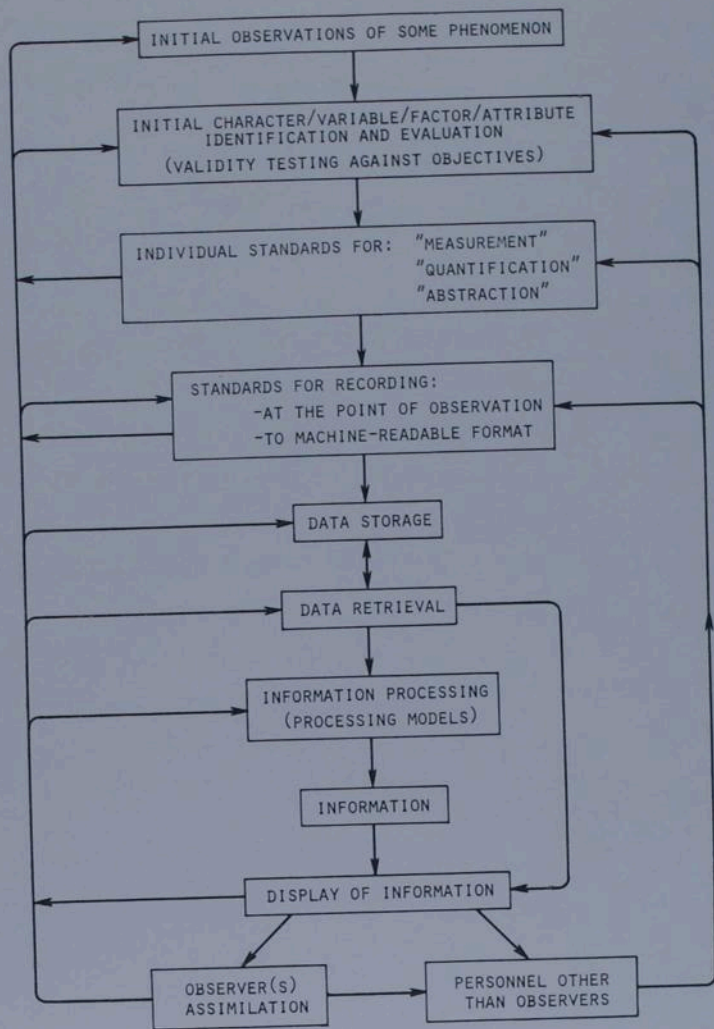 INITIAL OBSERVATIONS OF SOME PHENOMENON
INITIAL CHARACTER/VARIABLE/FACTOR/ATTRIBUTE
IDENTIFICATION AND EVALUATION
(VALIDITY TESTING AGAINST OBJECTIVES)
INDIVIDUAL STANDARDS FOR: "MEASUREMENT"
"QUANTIFICATION"
"ABSTRACTION"
STANDARDS FOR RECORDING:
-AT THE POINT OF OBSERVATION
-TO MACHINE-READABLE FORMAT
DATA STORAGE
DATA RETRIEVAL
INFORMATION PROCESSING
(PROCESSING MODELS)
INFORMATION
DISPLAY OF INFORMATION
OBSERVER(S)
ASSIMILATION
PERSONNEL OTHER
THAN OBSERVERS